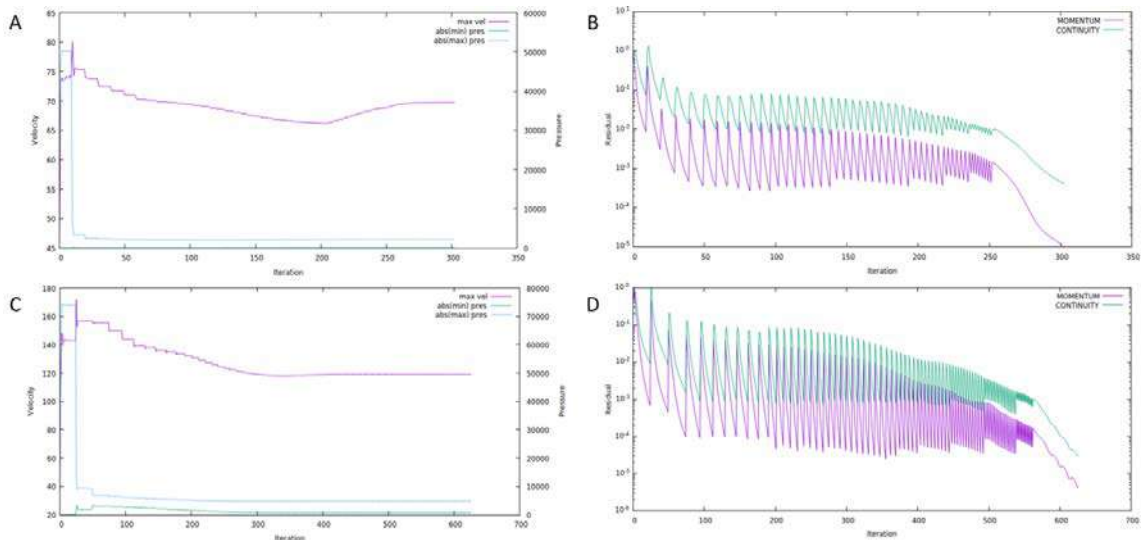 A
max vel
abs(min) pres
abs(max) pres
85
80
75
70
65
60
55
50
45
60000
50000
40000
30000
20000
10000
0
Velocity
Pressure
0 50 100 150 200 250 300 350
Iteration
B
MOMENTUM
CONTINUITY
Residual
0 50 100 150 200 250 300 350
Iteration
C
max vel
abs(min) pres
abs(max) pres
180
160
140
120
100
80
60
40
20
80000
70000
60000
50000
40000
30000
20000
10000
0
Velocity
Pressure
0 100 200 300 400 500 600 700
Iteration
D
MOMENTUM
CONTINUITY
Residual
0 100 200 300 400 500 600 700
Iteration